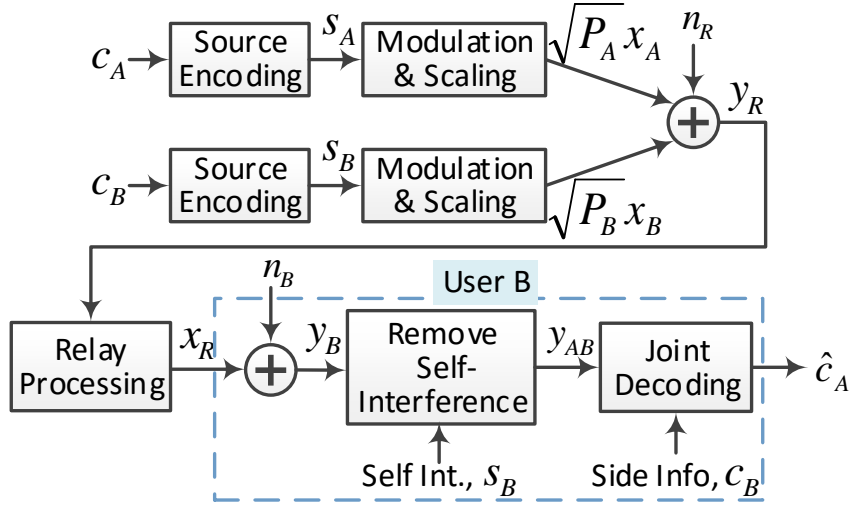 c_A
Source
Encoding
s_A
Modulation
& Scaling
√P_A x_A
n_R
+
y_R
c_B
Source
Encoding
s_B
Modulation
& Scaling
√P_B x_B
User B
n_B
Relay
Processing
x_R
+
y_B
Remove
Self-
Interference
y_AB
Joint
Decoding
ĉ_A
Self Int., s_B
Side Info, c_B